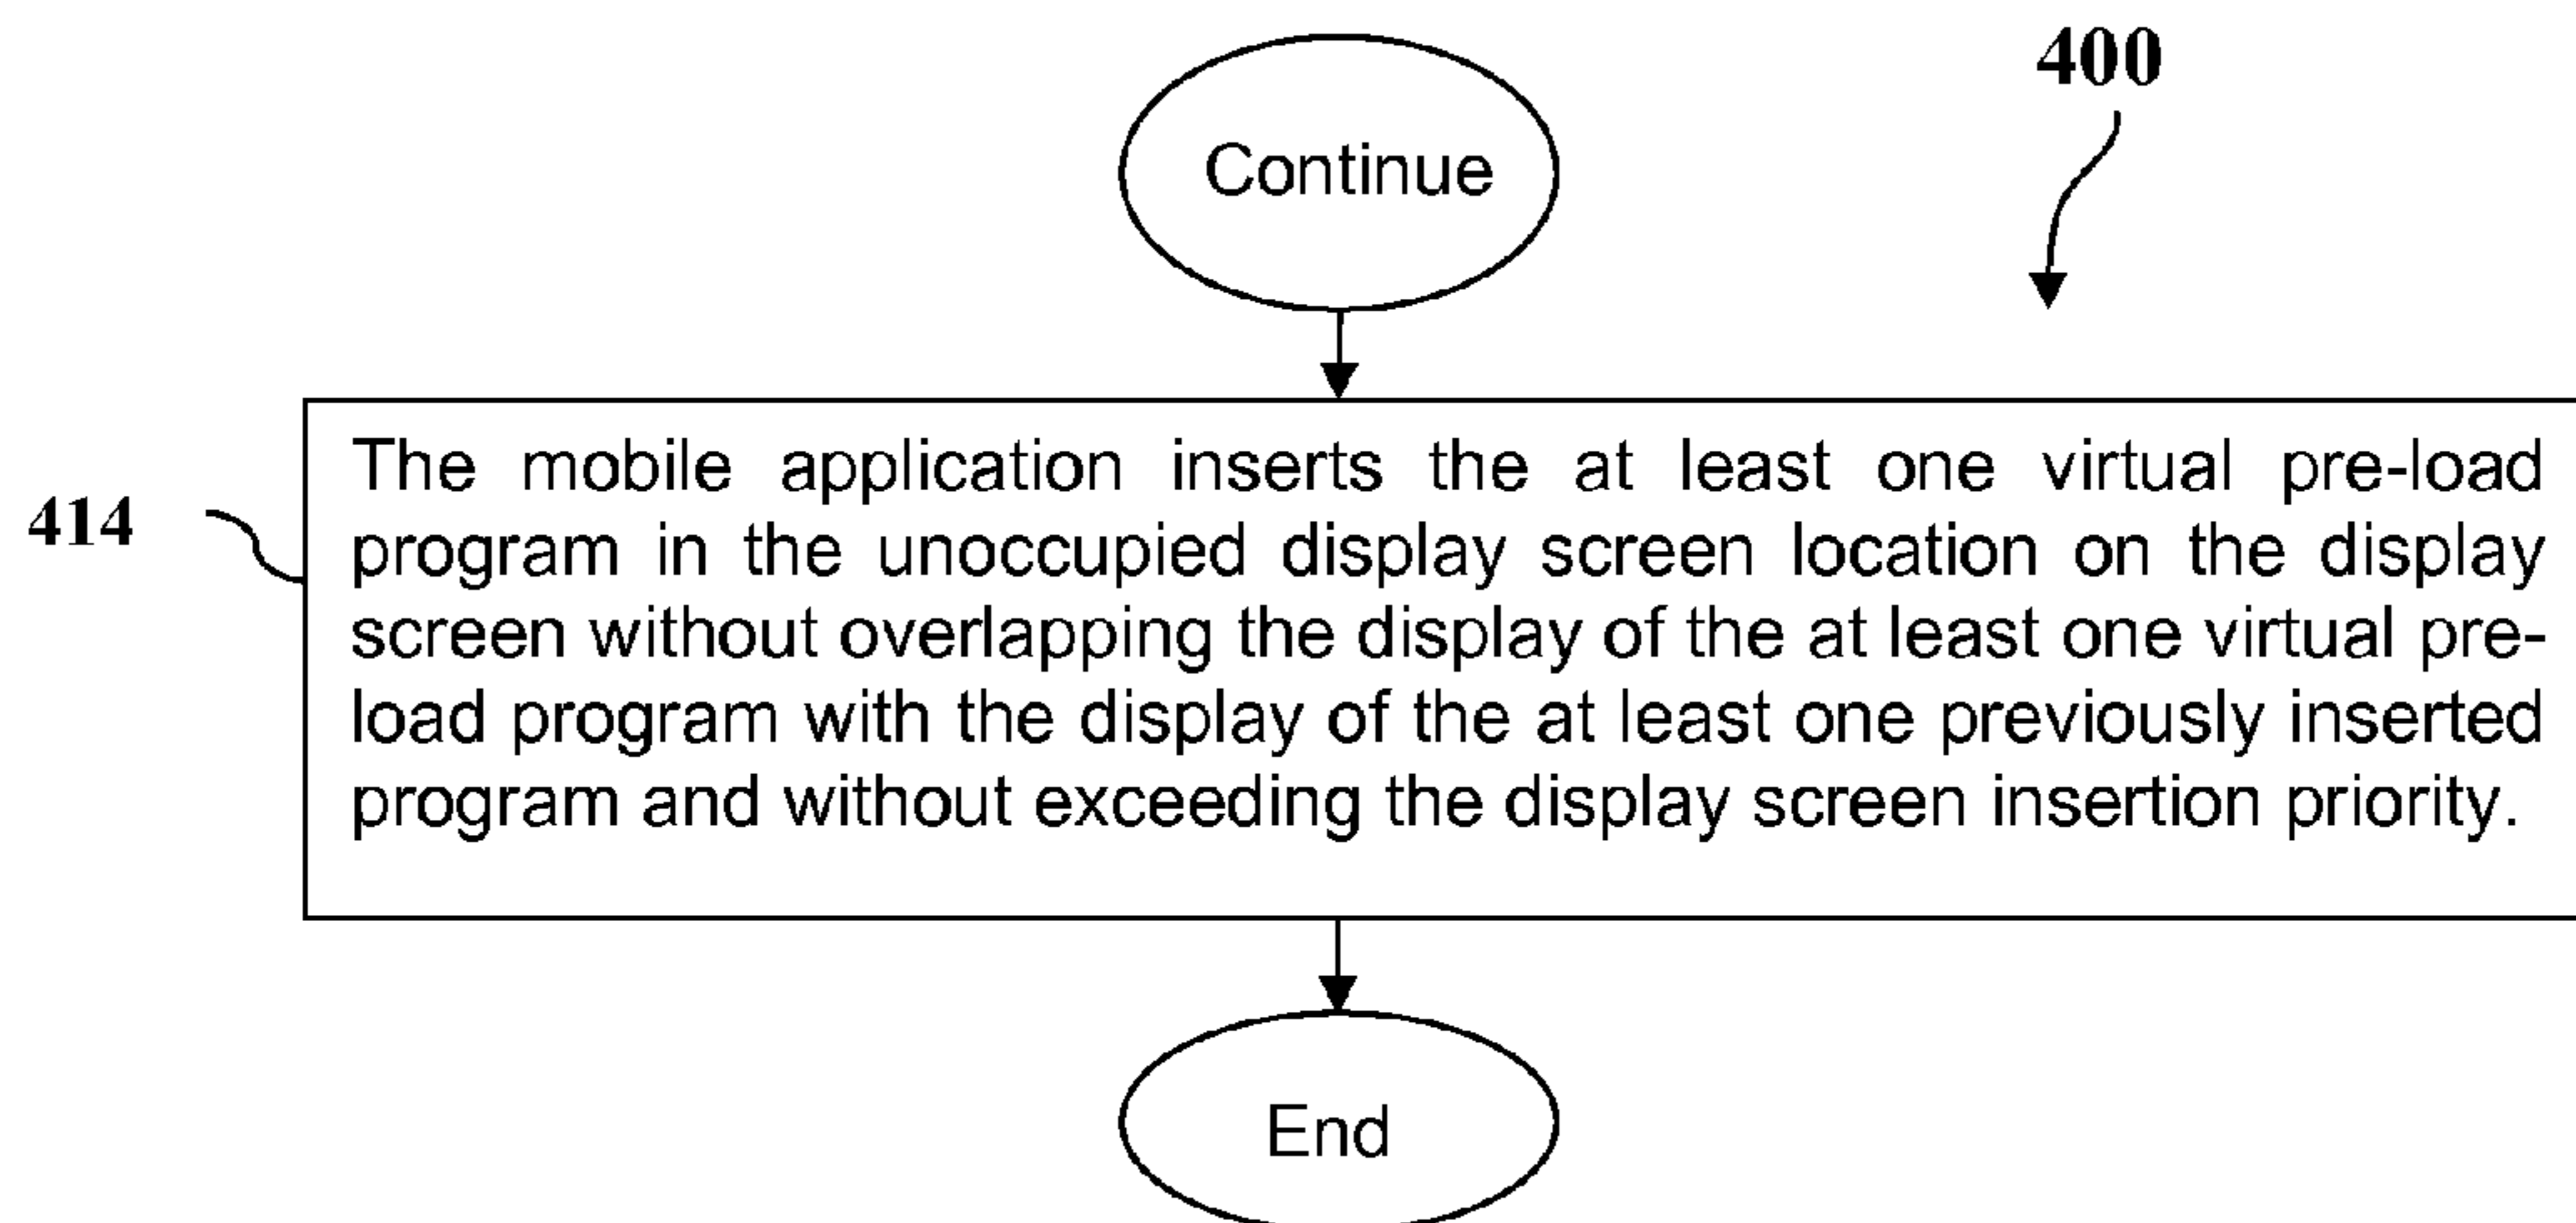 400
Continue
The mobile application inserts the at least one virtual pre-load
program in the unoccupied display screen location on the display
screen without overlapping the display of the at least one virtual pre-
load program with the display of the at least one previously inserted
program and without exceeding the display screen insertion priority.
414
End